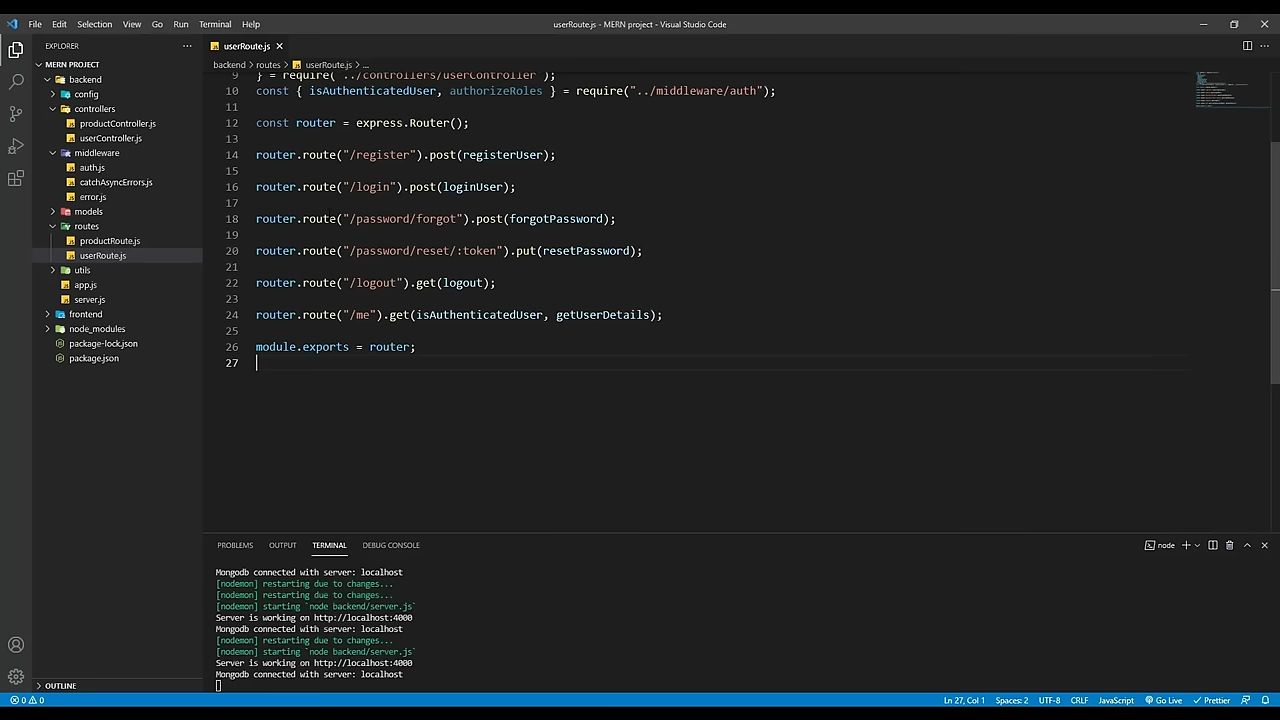 File Edit Selection View Go Run Terminal Help
userRoute.js - MERN project - Visual Studio Code
EXPLORER
MERN PROJECT
backend
config
controllers
productController.js
userController.js
middleware
auth.js
catchAsyncErrors.js
error.js
models
routes
productRoute.js
userRoute.js
utils
app.js
server.js
frontend
node_modules
package-lock.json
package.json
OUTLINE
userRoute.js
backend > routes > userRoute.js > ...
9 } = require("../controllers/userController");
10 const { isAuthenticatedUser, authorizeRoles } = require("../middleware/auth");
11
12 const router = express.Router();
13
14 router.route("/register").post(registerUser);
15
16 router.route("/login").post(loginUser);
17
18 router.route("/password/forgot").post(forgotPassword);
19
20 router.route("/password/reset/:token").put(resetPassword);
21
22 router.route("/logout").get(logout);
23
24 router.route("/me").get(isAuthenticatedUser, getUserDetails);
25
26 module.exports = router;
27
PROBLEMS OUTPUT TERMINAL DEBUG CONSOLE
node
Mongodb connected with server: localhost
[nodemon] restarting due to changes...
[nodemon] restarting due to changes...
[nodemon] starting `node backend/server.js`
Server is working on http://localhost:4000
Mongodb connected with server: localhost
[nodemon] restarting due to changes...
[nodemon] starting `node backend/server.js`
Server is working on http://localhost:4000
Mongodb connected with server: localhost
0 0
Ln 27, Col 1 Spaces: 2 UTF-8 CRLF JavaScript Go Live Prettier